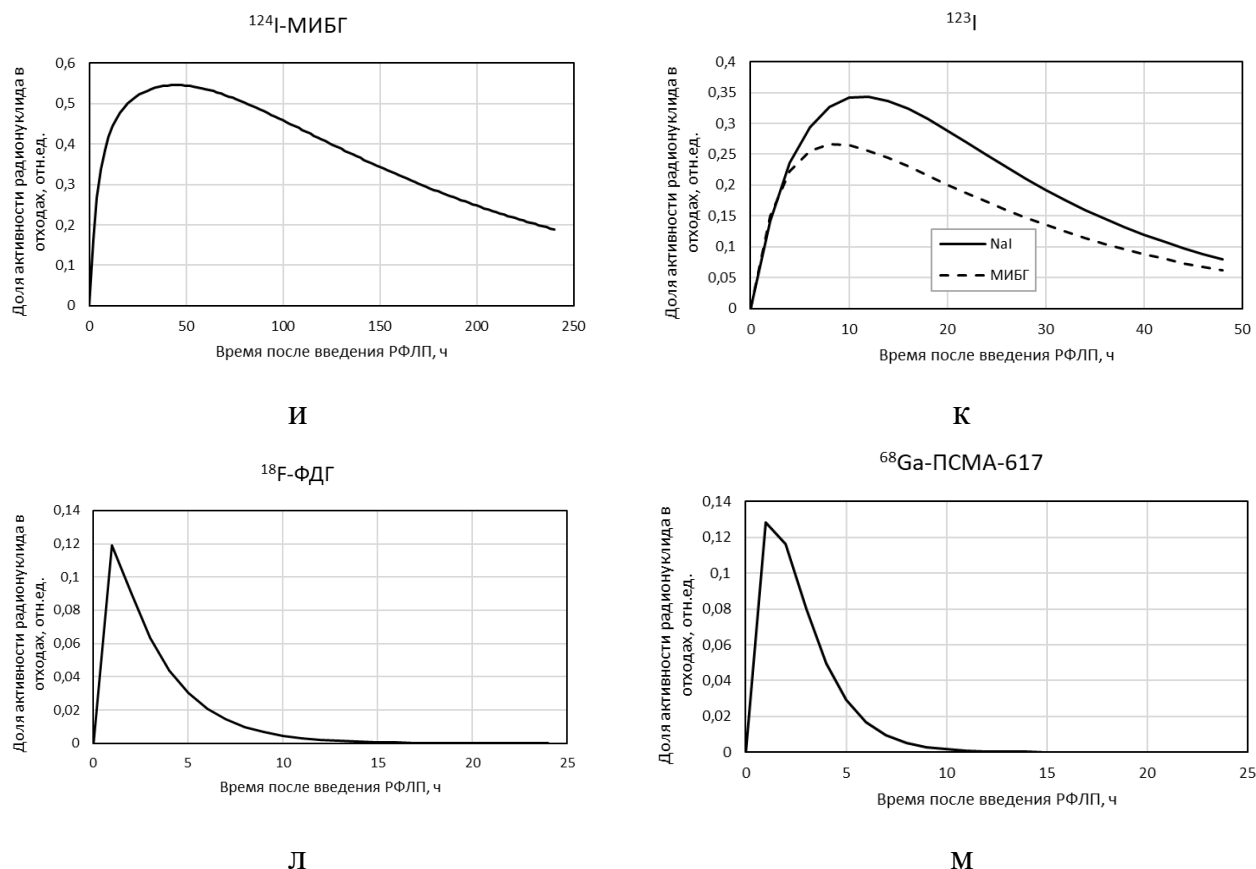 ¹²⁴I-МИБГ
Доля активности радионуклида в
отходах, отн.ед.
0,6
0,5
0,4
0,3
0,2
0,1
0
0 50 100 150 200 250
Время после введения РФЛП, ч
и
¹²³I
Доля активности радионуклида в
отходах, отн.ед.
0,4
0,35
0,3
0,25
0,2
0,15
0,1
0,05
0
NaI
МИБГ
0 10 20 30 40 50
Время после введения РФЛП, ч
к
¹⁸F-ФДГ
Доля активности радионуклида в
отходах, отн.ед.
0,14
0,12
0,1
0,08
0,06
0,04
0,02
0
0 5 10 15 20 25
Время после введения РФЛП, ч
л
⁶⁸Ga-ПСМА-617
Доля активности радионуклида в
отходах, отн.ед.
0,14
0,12
0,1
0,08
0,06
0,04
0,02
0
0 5 10 15 20 25
Время после введения РФЛП, ч
м